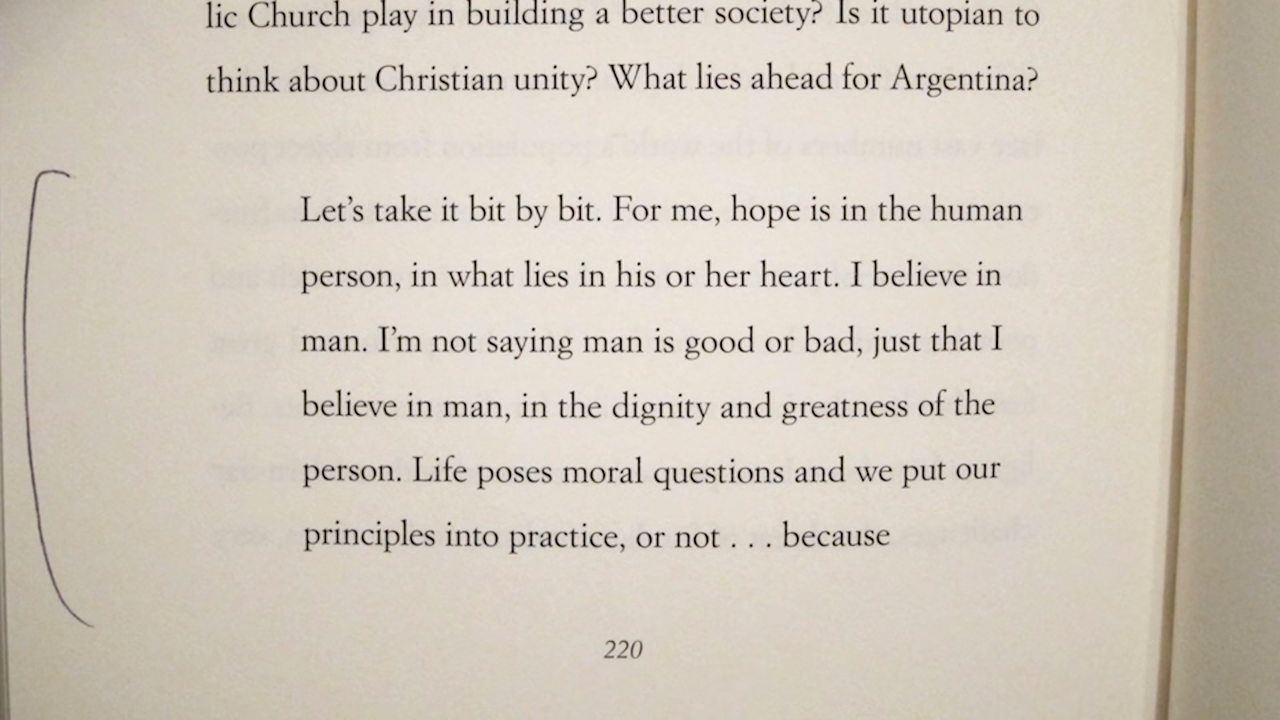 lic Church play in building a better society? Is it utopian to
think about Christian unity? What lies ahead for Argentina?
Let's take it bit by bit. For me, hope is in the human
person, in what lies in his or her heart. I believe in
man. I'm not saying man is good or bad, just that I
believe in man, in the dignity and greatness of the
person. Life poses moral questions and we put our
principles into practice, or not . . . because
220